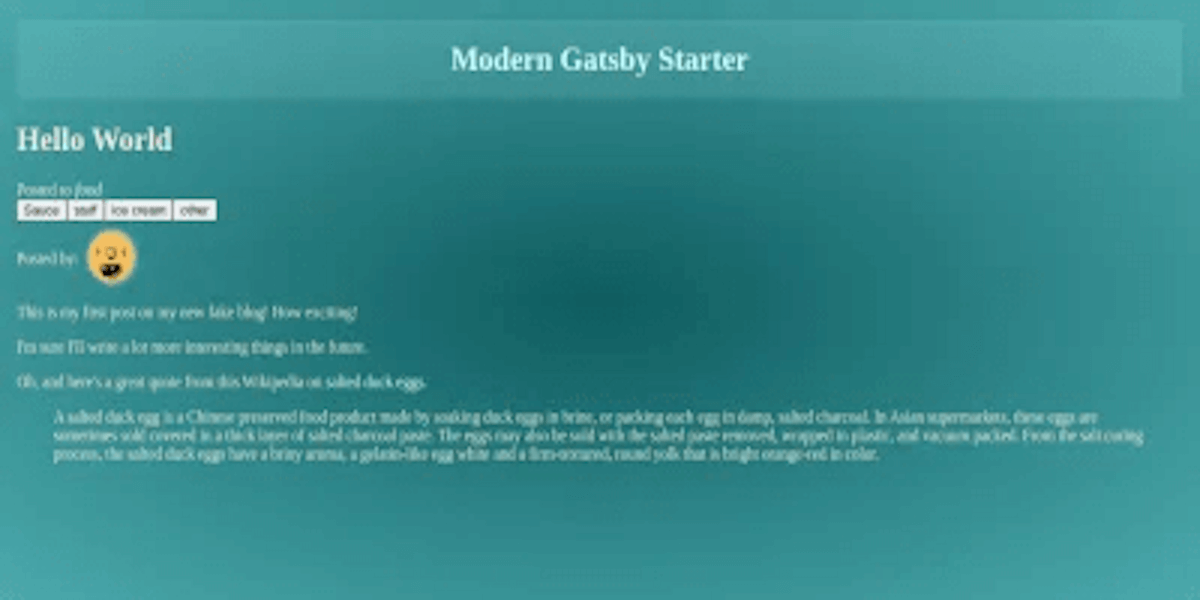 Modern Gatsby Starter
Hello World
Posted to food
Sauce stuff ice cream other
Posted by:
This is my first post on my new fake blog! How exciting!
I'm sure I'll write a lot more interesting things in the future.
Oh, and here's a great quote from this Wikipedia on salted duck eggs.
A salted duck egg is a Chinese preserved food product made by soaking duck eggs in brine, or packing each egg in damp, salted charcoal. In Asian supermarkets, these eggs are
sometimes sold covered in a thick layer of salted charcoal paste. The eggs may also be sold with the salted paste removed, wrapped in plastic, and vacuum packed. From the salt curing
process, the salted duck eggs have a briny aroma, a gelatin-like egg white and a firm-textured, round yolk that is bright orange-red in color.